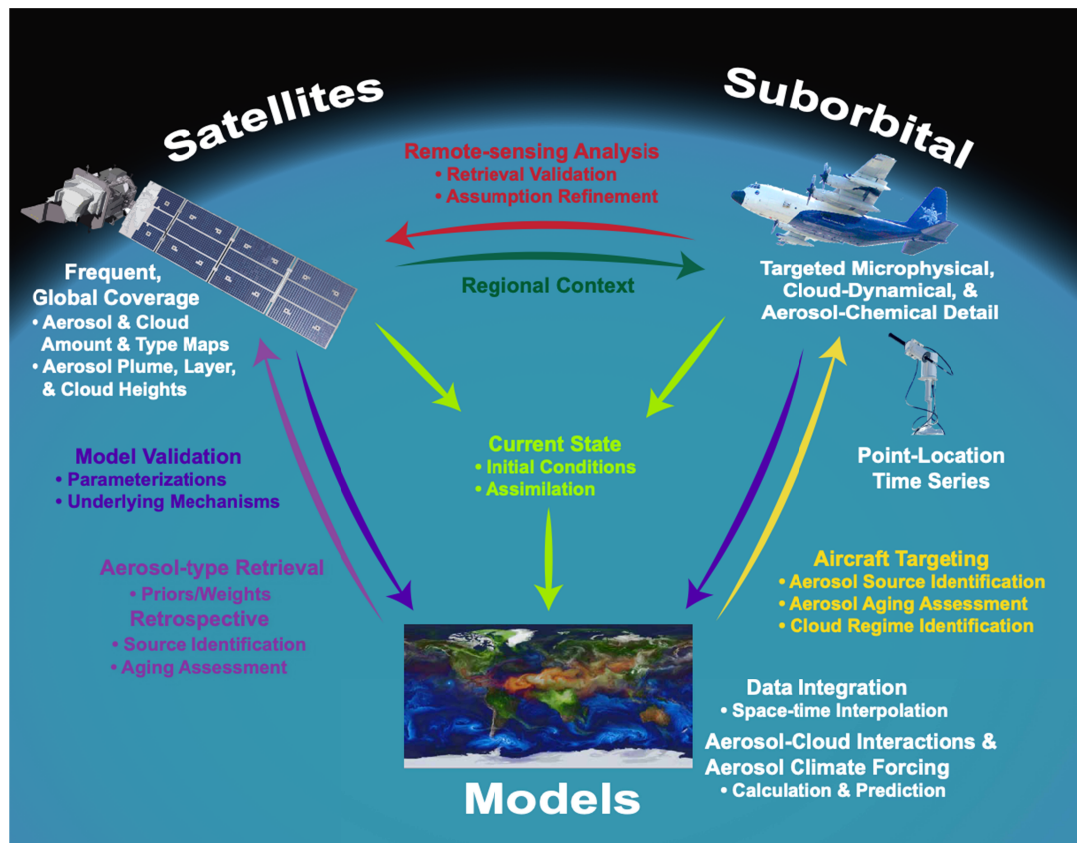 Satellites
Suborbital
Remote-sensing Analysis
• Retrieval Validation
• Assumption Refinement
Regional Context
Frequent,
Global Coverage
• Aerosol & Cloud
Amount & Type Maps
• Aerosol Plume, Layer,
& Cloud Heights
Targeted Microphysical,
Cloud-Dynamical, &
Aerosol-Chemical Detail
Point-Location
Time Series
Current State
• Initial Conditions
• Assimilation
Model Validation
• Parameterizations
• Underlying Mechanisms
Aerosol-type Retrieval
• Priors/Weights
Retrospective
• Source Identification
• Aging Assessment
Aircraft Targeting
• Aerosol Source Identification
• Aerosol Aging Assessment
• Cloud Regime Identification
Data Integration
• Space-time Interpolation
Aerosol-Cloud Interactions &
Aerosol Climate Forcing
• Calculation & Prediction
Models